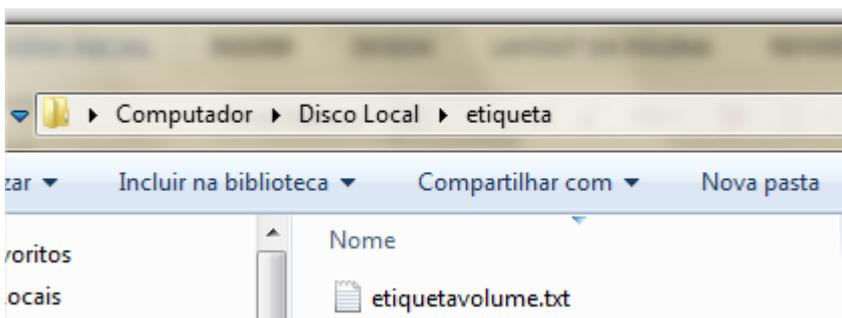 Computador Disco Local etiqueta
zar Incluir na biblioteca Compartilhar com Nova pasta
voritos
Nome
ocais
etiquetavolume.txt